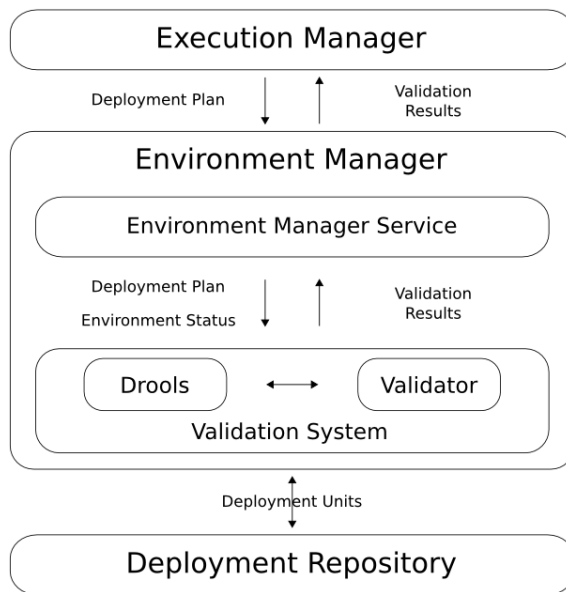 Execution Manager
Deployment Plan
Validation
Results
Environment Manager
Environment Manager Service
Deployment Plan
Environment Status
Validation
Results
Drools
Validator
Validation System
Deployment Units
Deployment Repository